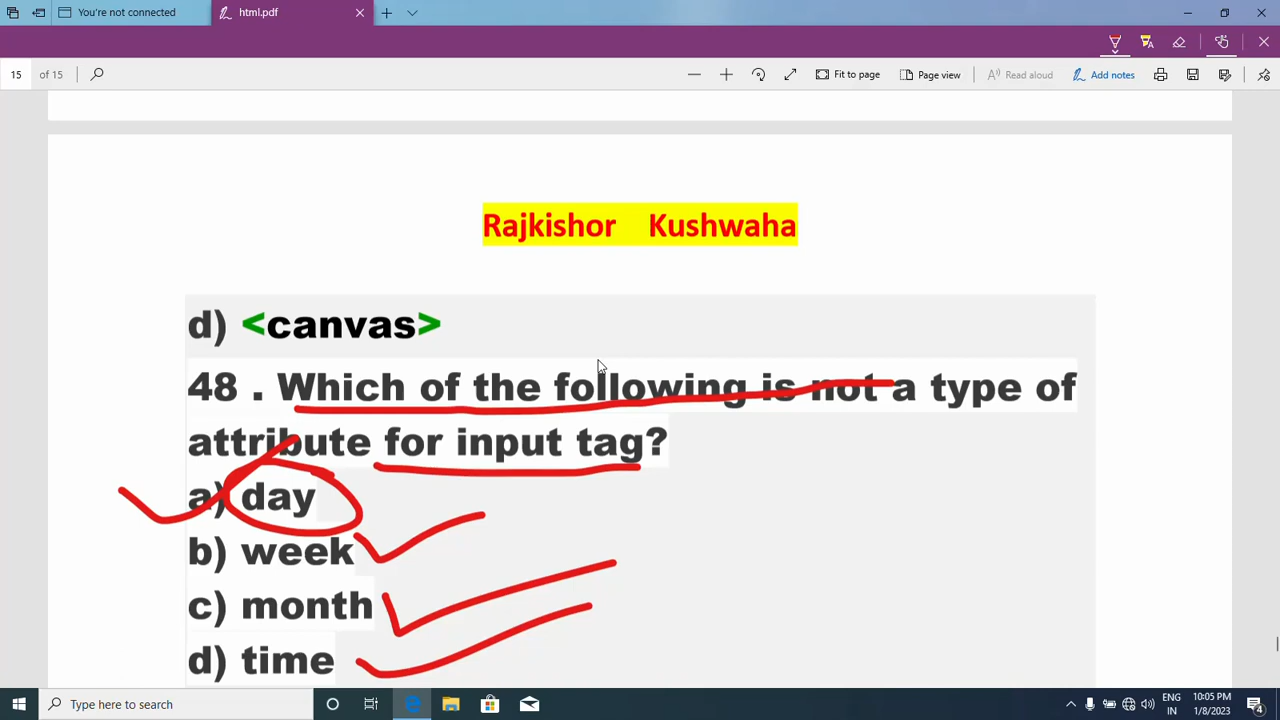 You're not connected
html.pdf
15 of 15
Fit to page
Page view
Read aloud
Add notes
Rajkishor Kushwaha
d) <canvas>
48 . Which of the following is not a type of
attribute for input tag?
a) day
b) week
c) month
d) time
Type here to search
ENG
IN
10:05 PM
1/8/2023
4